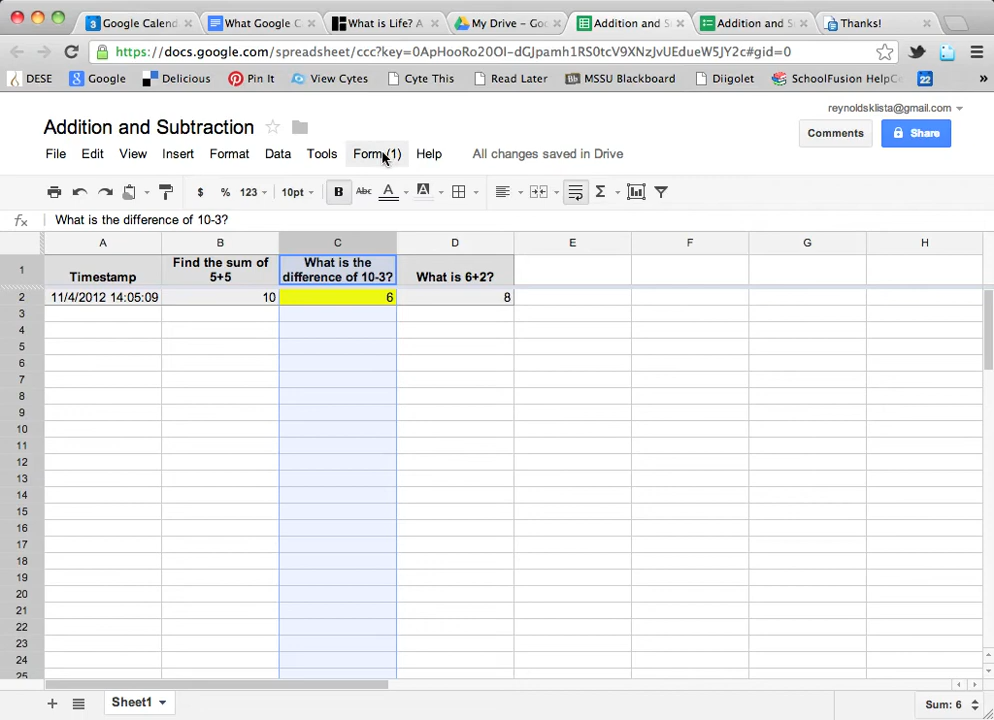 Google Calend
What Google C
What is Life? A
My Drive – Goo
Addition and S
Addition and S
Thanks!
https://docs.google.com/spreadsheet/ccc?key=0ApHooRo20OI-dGJpamh1RS0tcV9XNzJvUEdueW5JY2c#gid=0
DESE
Google
Delicious
Pin It
View Cytes
Cyte This
Read Later
MSSU Blackboard
Diigolet
SchoolFusion HelpC
22
»
reynoldsklista@gmail.com
Addition and Subtraction
Comments
Share
File Edit View Insert Format Data Tools Form (1) Help All changes saved in Drive
$ % 123 10pt B Abc A A Σ
fx What is the difference of 10-3?
A B C D E F G H
1 Timestamp Find the sum of 5+5 What is the difference of 10-3? What is 6+2?
2 11/4/2012 14:05:09 10 6 8
3
4
5
6
7
8
9
10
11
12
13
14
15
16
17
18
19
20
21
22
23
24
25
Sheet1
Sum: 6